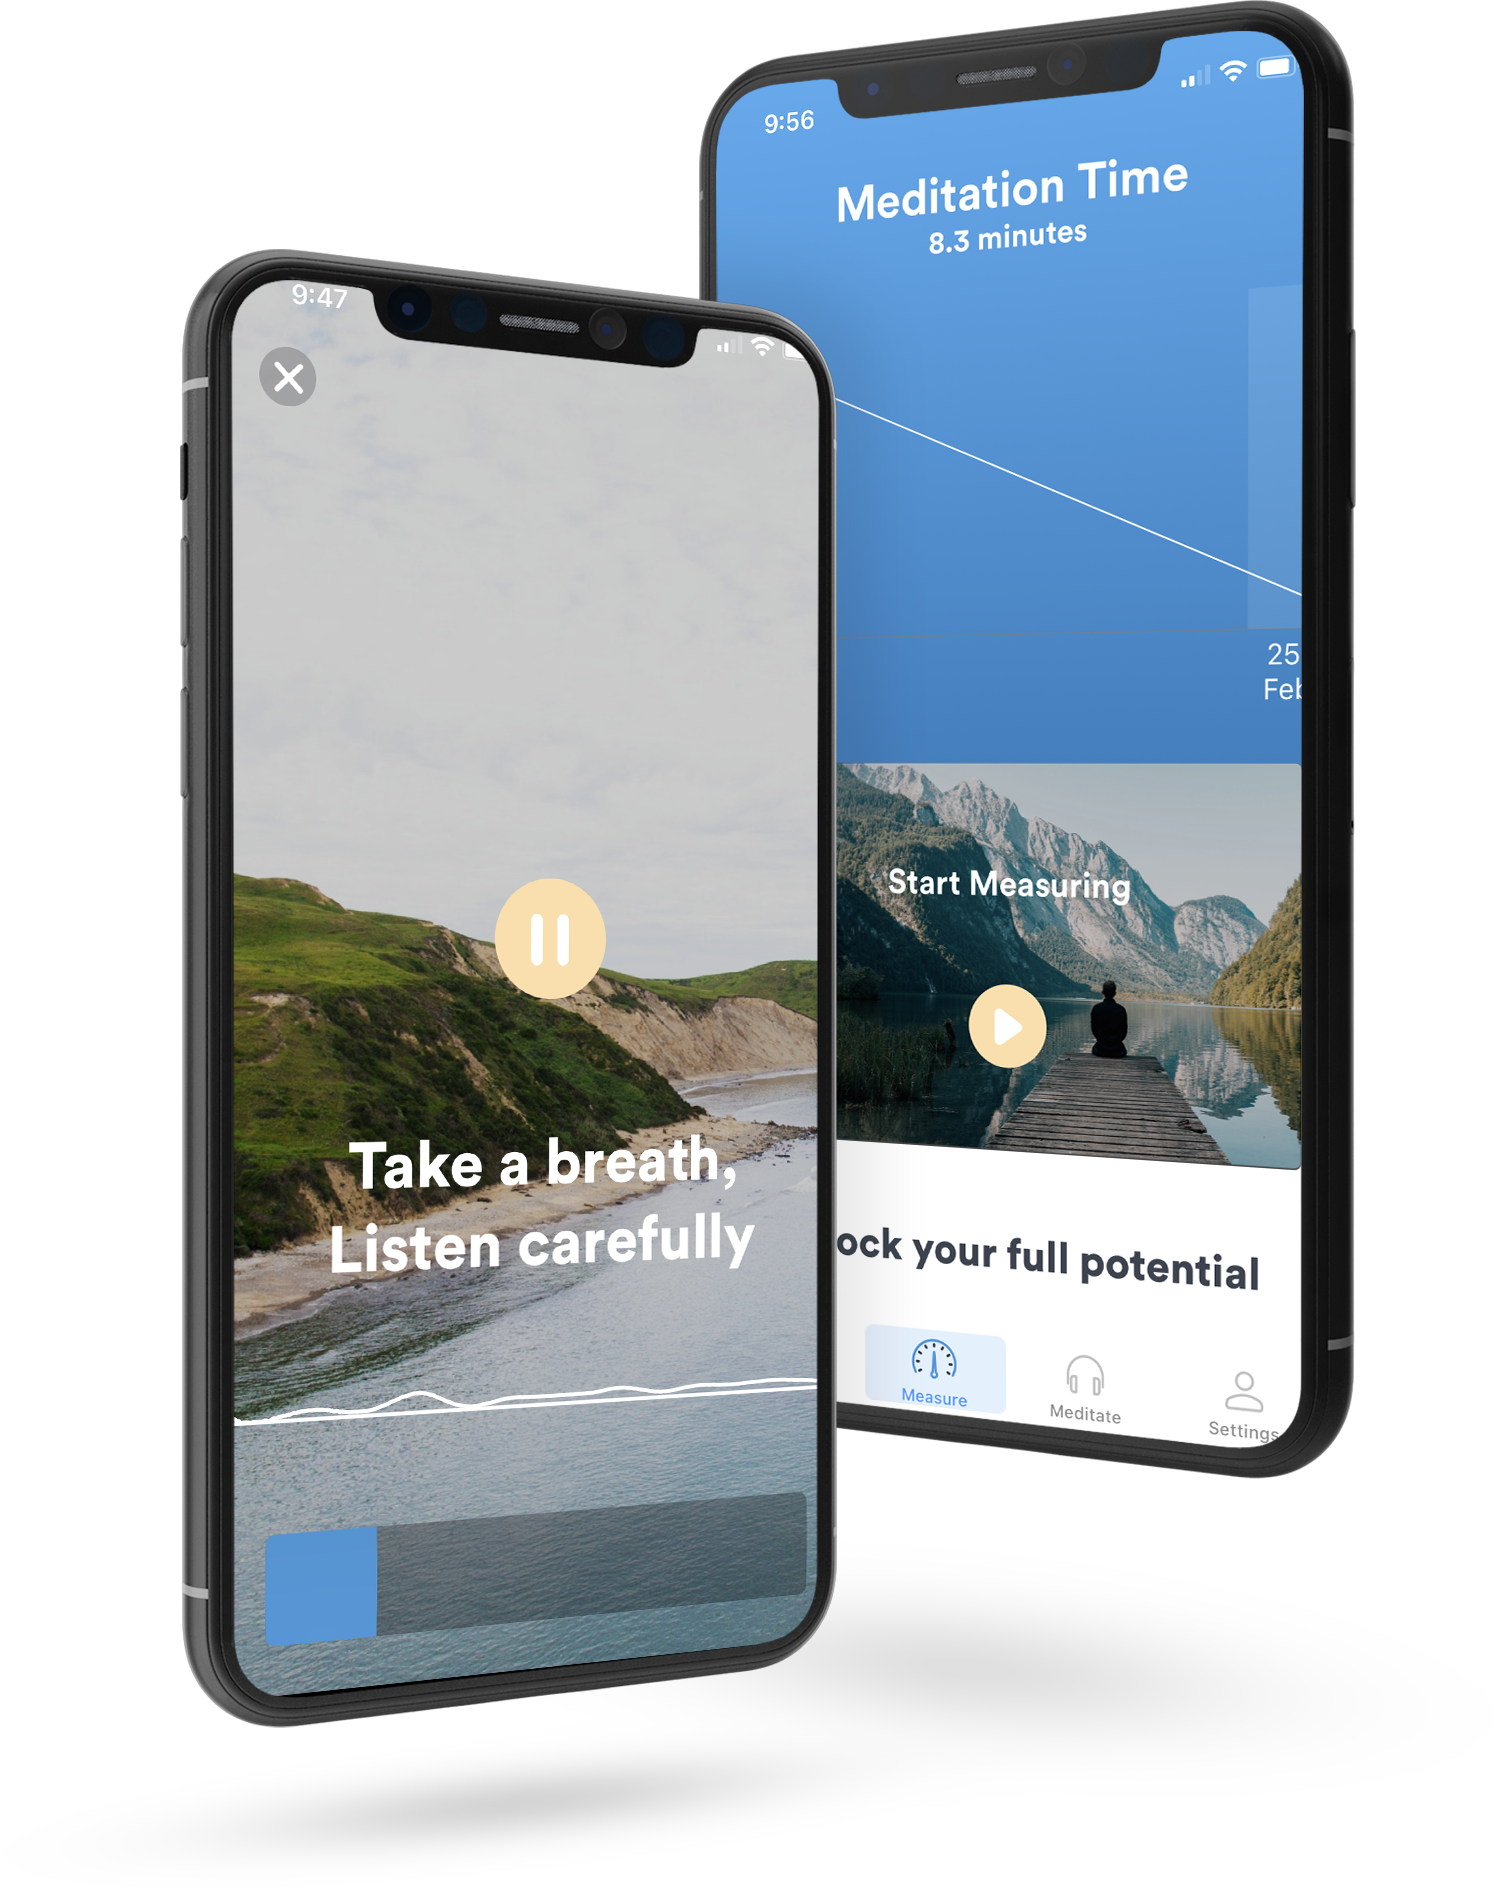 9:47
Take a breath,
Listen carefully
9:56
Meditation Time
8.3 minutes
25
Feb
Start Measuring
ock your full potential
Measure
Meditate
Settings